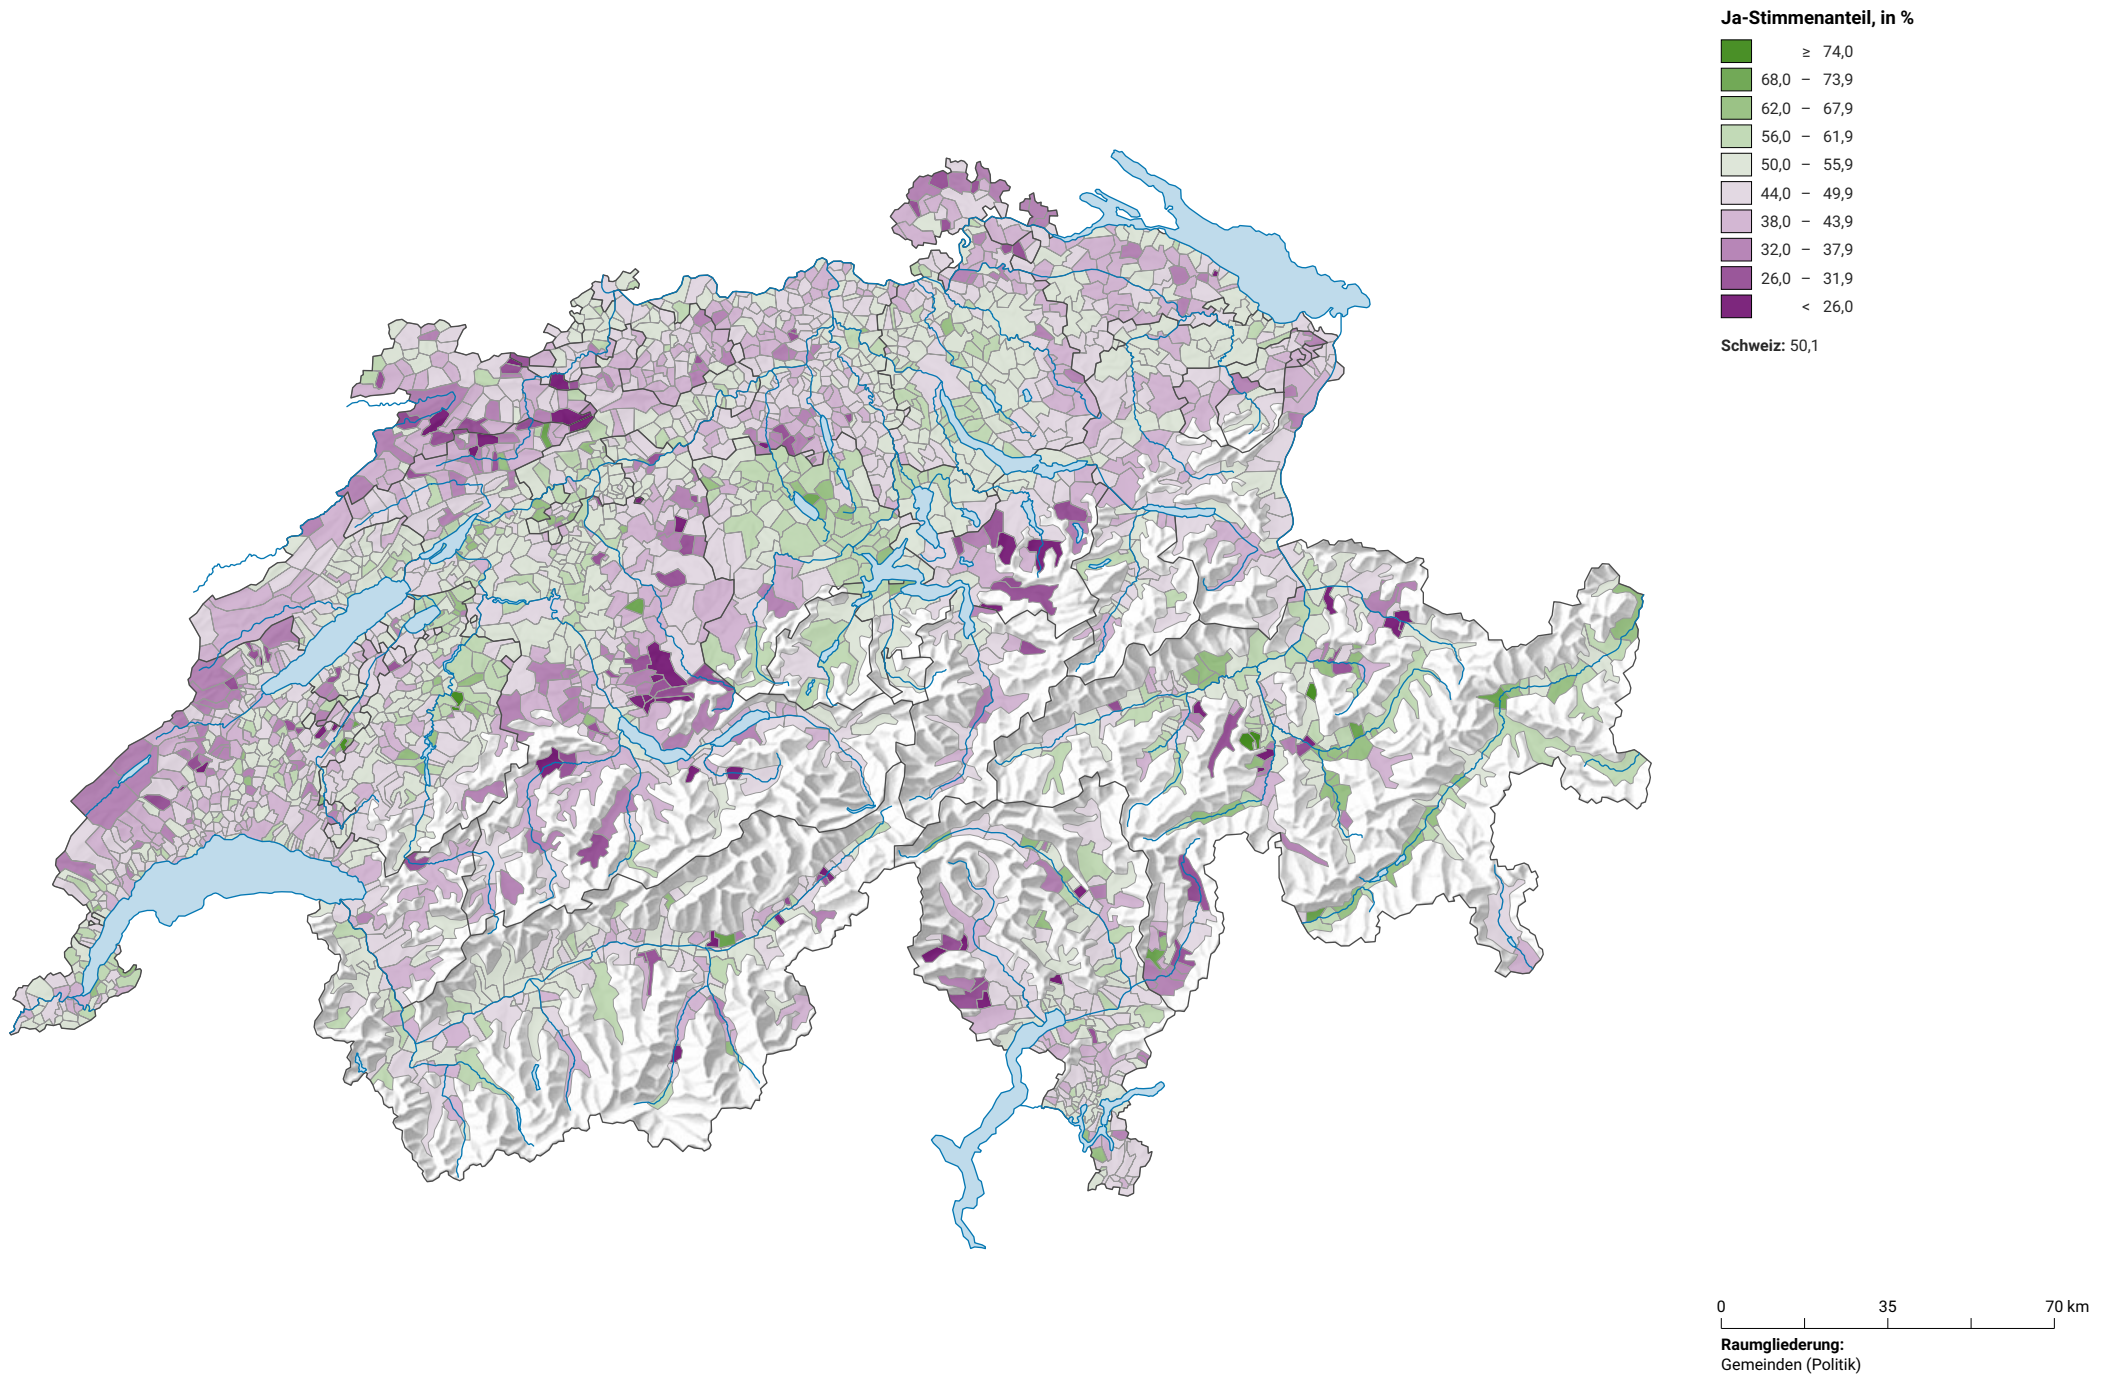 Ja-Stimmenanteil, in %
≥ 74,0
68,0 – 73,9
62,0 – 67,9
56,0 – 61,9
50,0 – 55,9
44,0 – 49,9
38,0 – 43,9
32,0 – 37,9
26,0 – 31,9
< 26,0
Schweiz: 50,1
0 35 70 km
Raumgliederung:
Gemeinden (Politik)